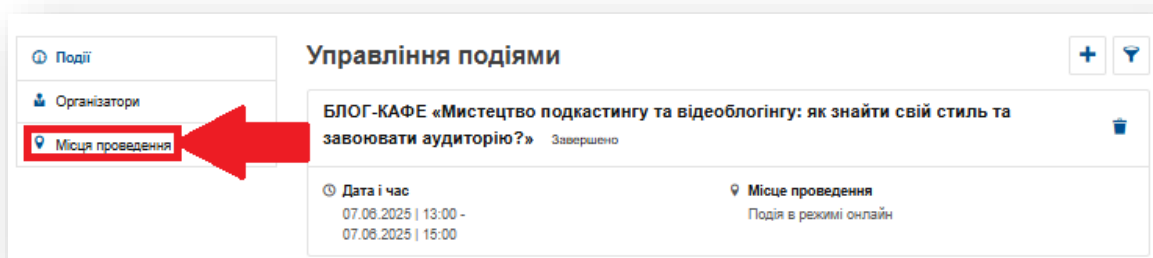 Події
Організатори
Місця проведення
Управління подіями
БЛОГ-КАФЕ «Мистецтво подкастингу та відеоблогінгу: як знайти свій стиль та
завоювати аудиторію?» Завершено
Дата і час
07.06.2025 | 13:00 -
07.06.2025 | 15:00
Місце проведення
Подія в режимі онлайн